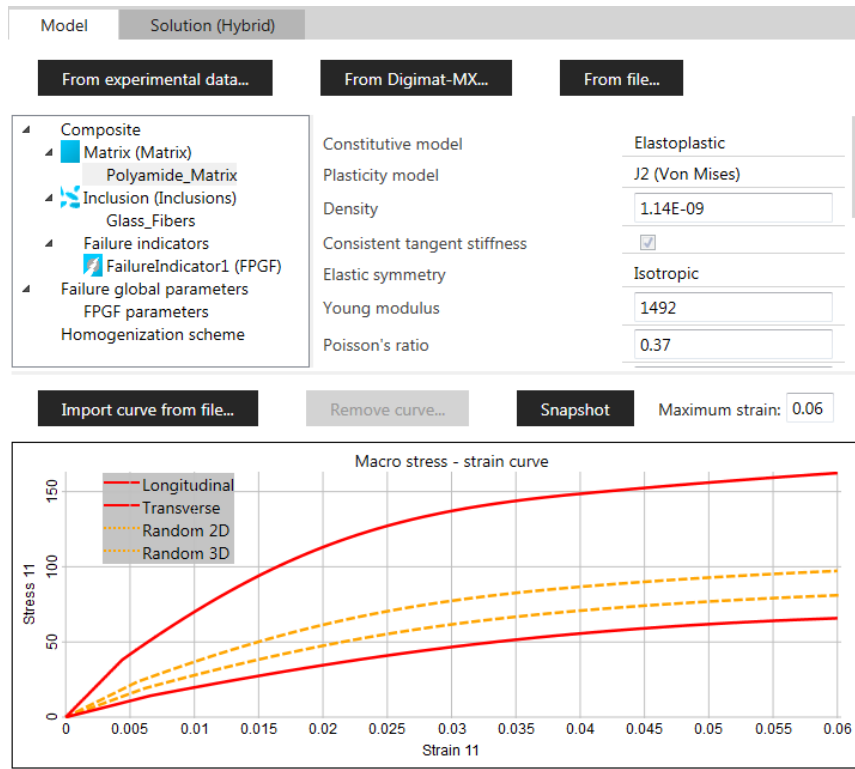 Model Solution (Hybrid)
From experimental data... From Digimat-MX... From file...
Composite
Matrix (Matrix)
Polyamide_Matrix
Inclusion (Inclusions)
Glass_Fibers
Failure indicators
FailureIndicator1 (FPGF)
Failure global parameters
FPGF parameters
Homogenization scheme
Constitutive model Elastoplastic
Plasticity model J2 (Von Mises)
Density 1.14E-09
Consistent tangent stiffness
Elastic symmetry Isotropic
Young modulus 1492
Poisson's ratio 0.37
Import curve from file... Remove curve... Snapshot Maximum strain: 0.06
Macro stress - strain curve
Longitudinal
Transverse
Random 2D
Random 3D
Stress 11
150
100
50
0
0 0.005 0.01 0.015 0.02 0.025 0.03 0.035 0.04 0.045 0.05 0.055 0.06
Strain 11